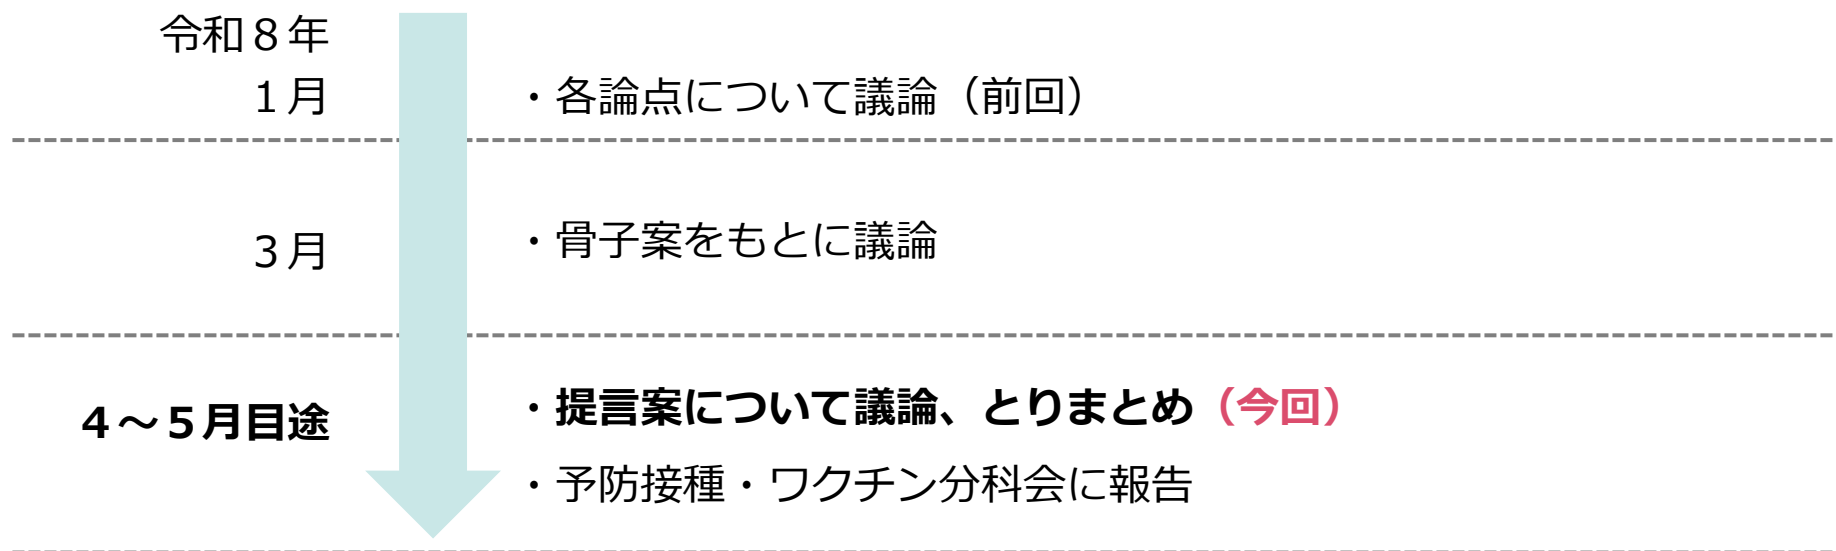 令和８年
１月
・各論点について議論（前回）
３月
・骨子案をもとに議論
４～５月目途
・提言案について議論、とりまとめ（今回）
・予防接種・ワクチン分科会に報告